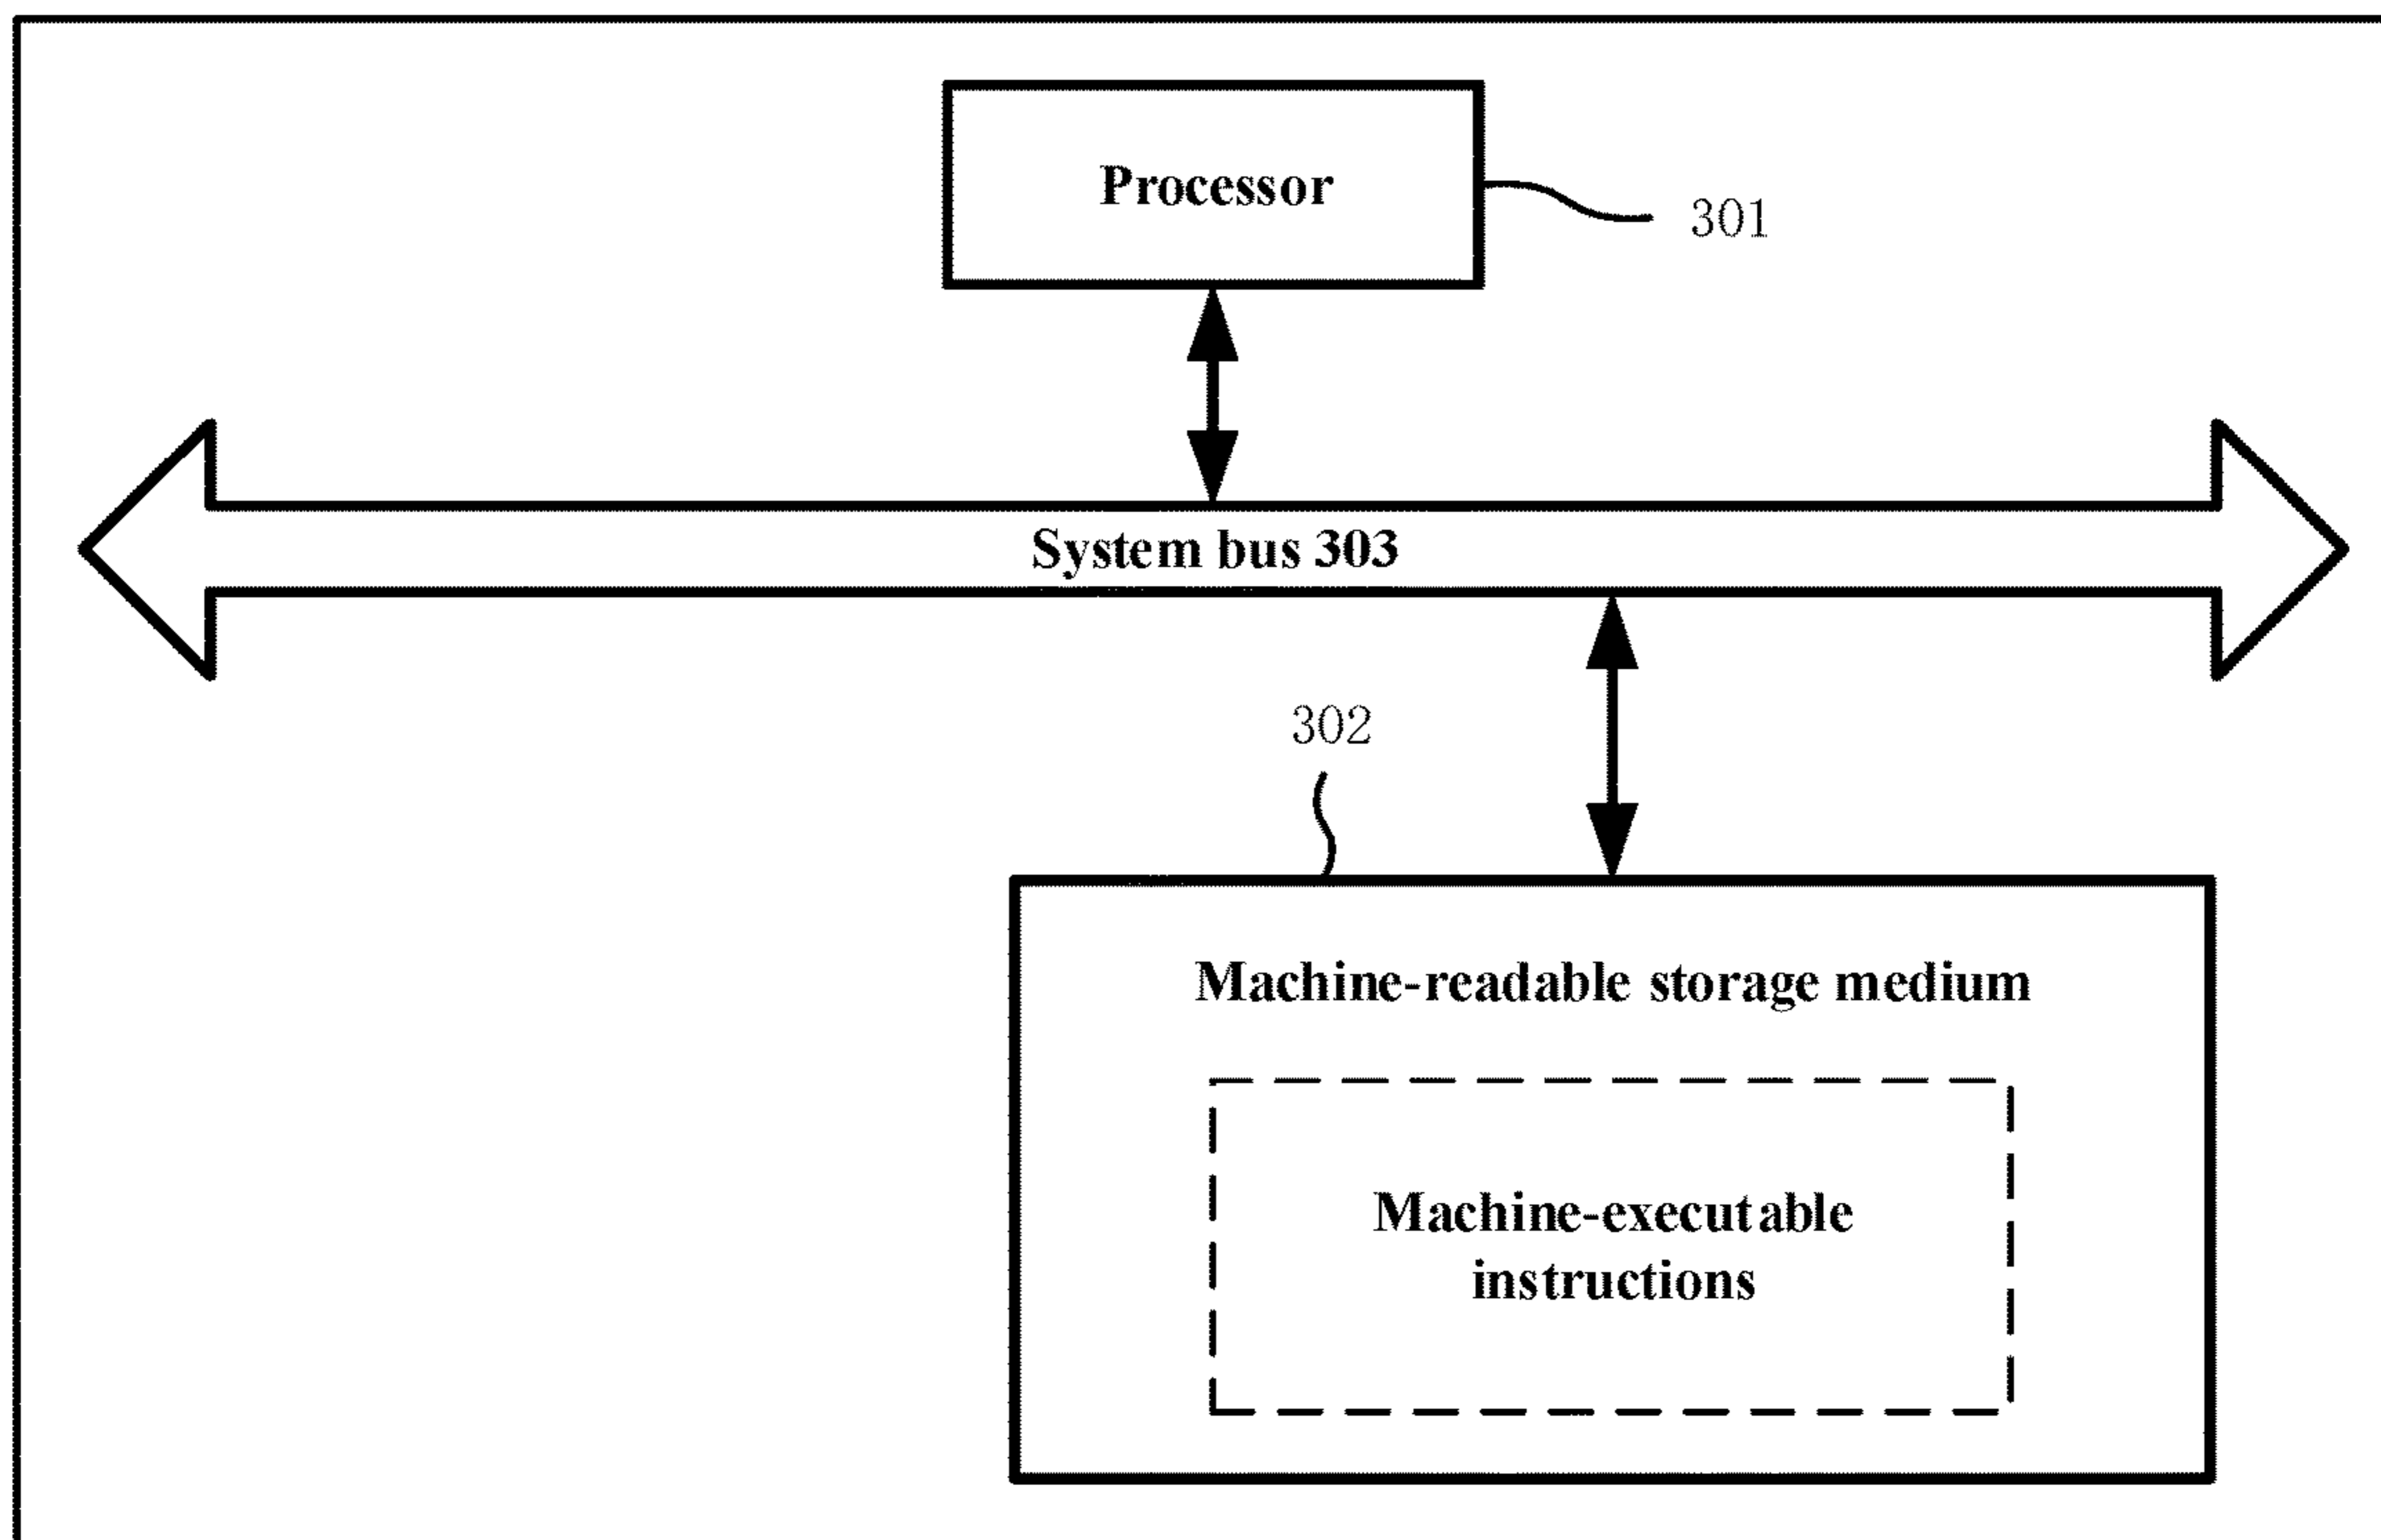 Processor
301
System bus 303
302
Machine-readable storage medium
Machine-executable
instructions